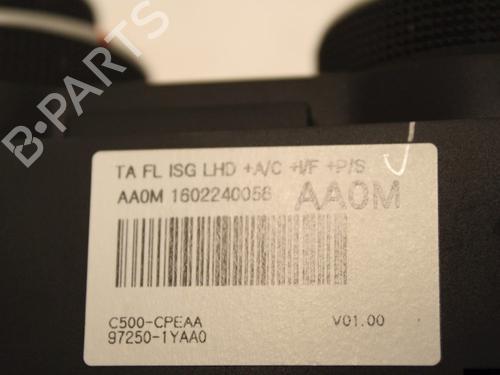 TA FL ISG LHD +A/C +I/F +P/S
AA0M 1602240056 AA0M
C500-CPEAA V01.00
97250-1YAA0
B-PARTS